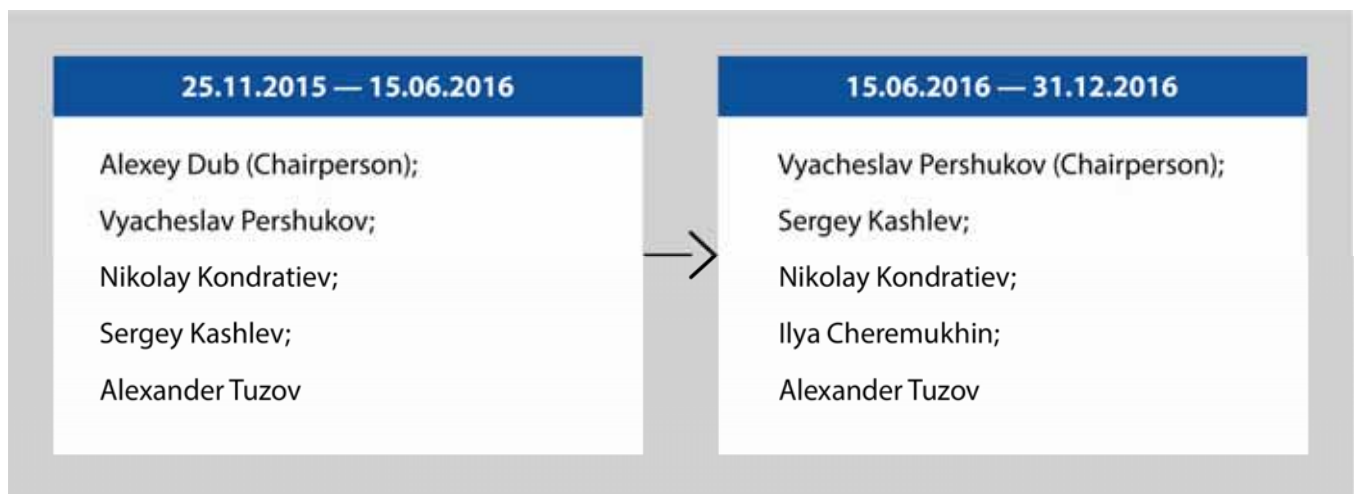 25.11.2015 — 15.06.2016
Alexey Dub (Chairperson);
Vyacheslav Pershukov;
Nikolay Kondratiev;
Sergey Kashlev;
Alexander Tuzov
15.06.2016 — 31.12.2016
Vyacheslav Pershukov (Chairperson);
Sergey Kashlev;
Nikolay Kondratiev;
Ilya Cheremukhin;
Alexander Tuzov